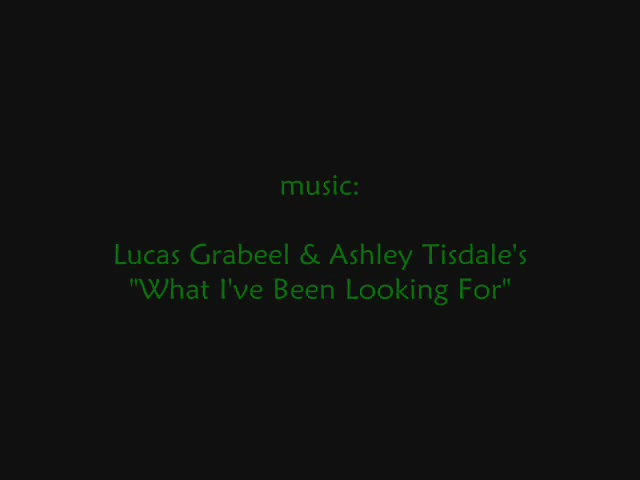 music:
Lucas Grabeel & Ashley Tisdale's
"What I've Been Looking For"